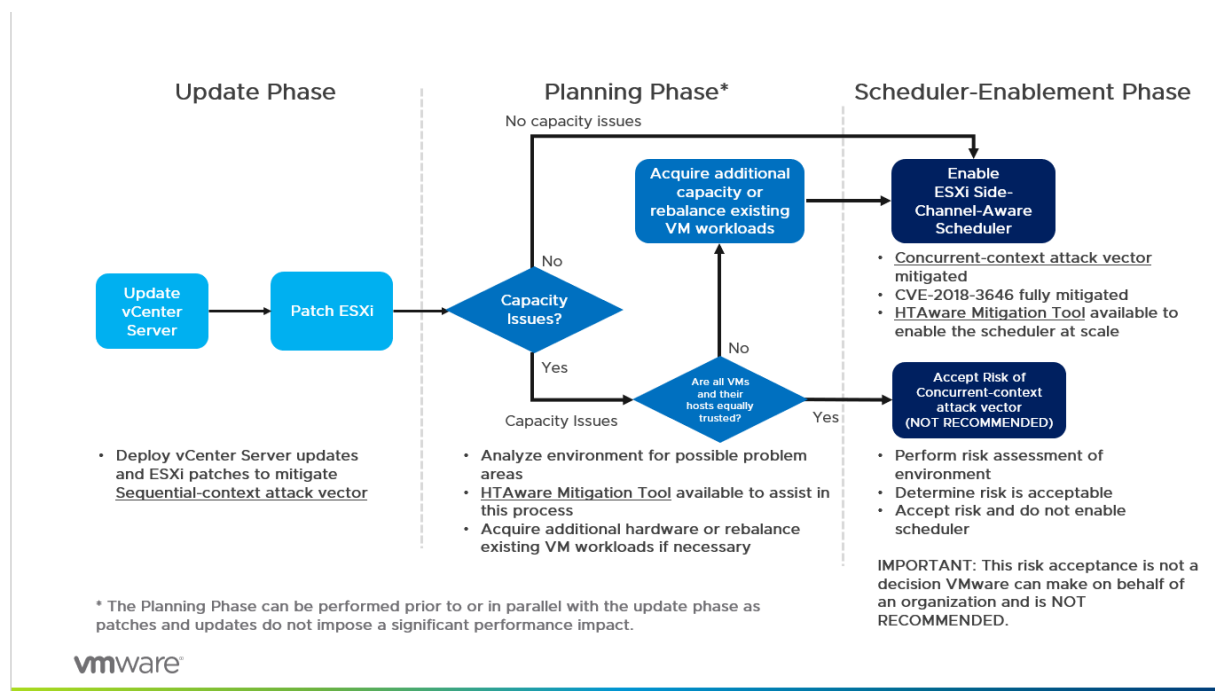 Update Phase
Planning Phase*
Scheduler-Enablement Phase
No capacity issues
Acquire additional
capacity or
rebalance existing
VM workloads
Enable
ESXi Side-
Channel-Aware
Scheduler
• Concurrent-context attack vector
mitigated
• CVE-2018-3646 fully mitigated
• HTAware Mitigation Tool available to
enable the scheduler at scale
Update
vCenter
Server
Patch ESXi
No
Capacity
Issues?
Yes
Capacity Issues
No
Are all VMs
and their
hosts equally
trusted?
Yes
Accept Risk of
Concurrent-context
attack vector
(NOT RECOMMENDED)
• Deploy vCenter Server updates
and ESXi patches to mitigate
Sequential-context attack vector
• Analyze environment for possible problem
areas
• HTAware Mitigation Tool available to assist in
this process
• Acquire additional hardware or rebalance
existing VM workloads if necessary
• Perform risk assessment of
environment
• Determine risk is acceptable
• Accept risk and do not enable
scheduler
IMPORTANT: This risk acceptance is not a
decision VMware can make on behalf of
an organization and is NOT
RECOMMENDED.
* The Planning Phase can be performed prior to or in parallel with the update phase as
patches and updates do not impose a significant performance impact.
vmware®